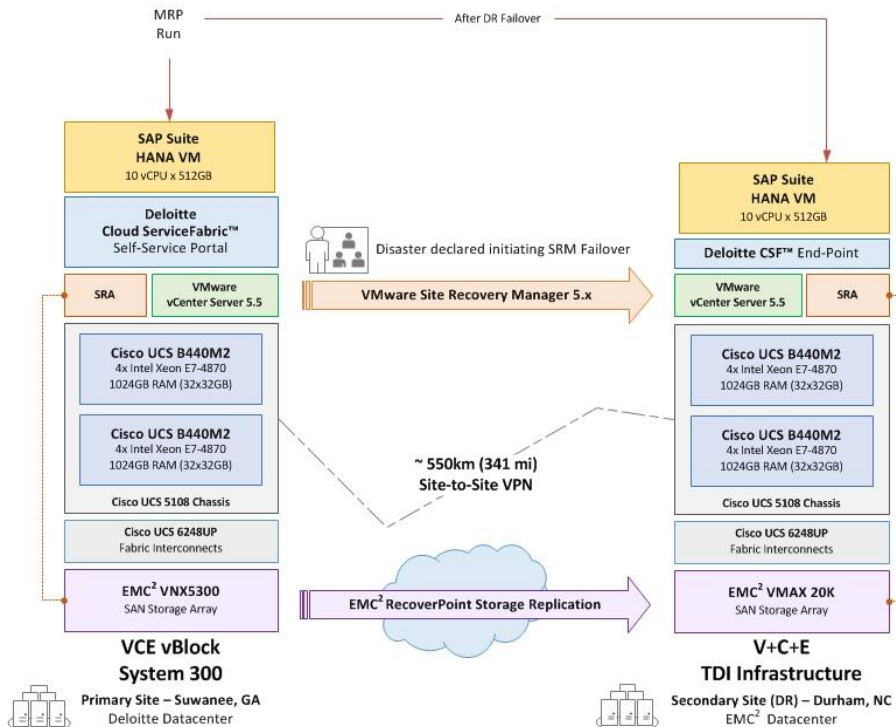 MRP
Run
After DR Failover
SAP Suite
HANA VM
10 vCPU x 512GB
Deloitte
Cloud ServiceFabric™
Self-Service Portal
SRA
VMware
vCenter Server 5.5
Cisco UCS B440M2
4x Intel Xeon E7-4870
1024GB RAM (32x32GB)
Cisco UCS B440M2
4x Intel Xeon E7-4870
1024GB RAM (32x32GB)
Cisco UCS 5108 Chassis
Cisco UCS 6248UP
Fabric Interconnects
EMC² VNX5300
SAN Storage Array
VCE vBlock
System 300
Primary Site – Suwanee, GA
Deloitte Datacenter
Disaster declared initiating SRM Failover
VMware Site Recovery Manager 5.x
~ 550km (341 mi)
Site-to-Site VPN
EMC² RecoverPoint Storage Replication
SAP Suite
HANA VM
10 vCPU x 512GB
Deloitte CSF™ End-Point
VMware
vCenter Server 5.5
SRA
Cisco UCS B440M2
4x Intel Xeon E7-4870
1024GB RAM (32x32GB)
Cisco UCS B440M2
4x Intel Xeon E7-4870
1024GB RAM (32x32GB)
Cisco UCS 5108 Chassis
Cisco UCS 6248UP
Fabric Interconnects
EMC² VMAX 20K
SAN Storage Array
V+C+E
TDI Infrastructure
Secondary Site (DR) – Durham, NC
EMC² Datacenter